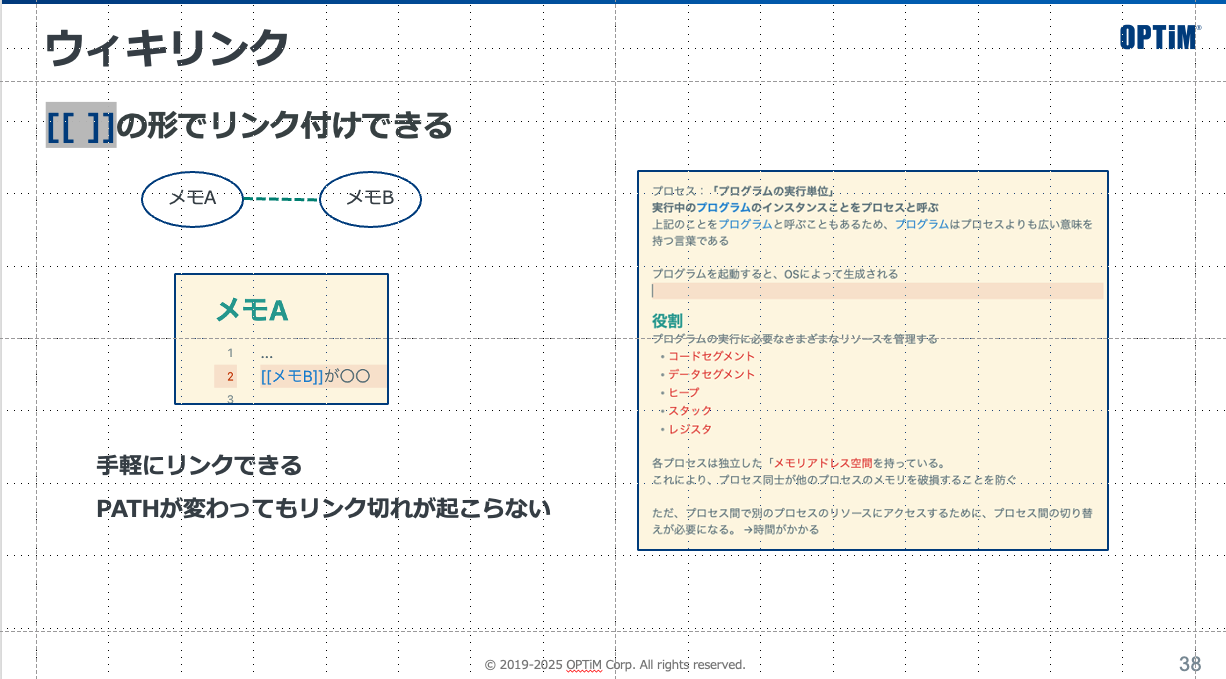 ウィキリンク
OPTiM
[[ ]]の形でリンク付けできる
メモA
メモB
メモA
1 ...
2 [[メモB]]が〇〇
3
手軽にリンクできる
PATHが変わってもリンク切れが起こらない
プロセス：「プログラムの実行単位」
実行中のプログラムのインスタンスことをプロセスと呼ぶ
上記のことをプログラムと呼ぶこともあるため、プログラムはプロセスよりも広い意味を
持つ言葉である
プログラムを起動すると、OSによって生成される
役割
プログラムの実行に必要なさまざまなリソースを管理する
• コードセグメント
• データセグメント
• ヒープ
• スタック
• レジスタ
各プロセスは独立した「メモリアドレス空間を持っている。
これにより、プロセス同士が他のプロセスのメモリを破損することを防ぐ
ただ、プロセス間で別のプロセスのリソースにアクセスするために、プロセス間の切り替
えが必要になる。→時間がかかる
© 2019-2025 OPTiM Corp. All rights reserved.
38